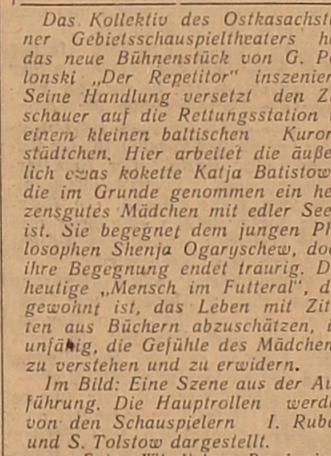 Das Kollektiv des Ostkasachsta
ner Gebietsschauspieltheaters h
das neue Bühnenstück von G. P
lonski „Der Repetitor" inszenier
Seine Handlung versetzt den Z
schauer auf die Rettungsstation
einem kleinen baltischen Kuror
städtchen. Hier arbeitet die äuße
lich etwas kokette Katja Batistow
die im Grunde genommen ein he
zensgutes Mädchen mit edler See
ist. Sie begegnet dem jungen Ph
losophen Shenja Ogaryschew, doc
ihre Begegnung endet traurig. D
heutige „Mensch im Futteral", d
gewohnt ist, das Leben mit Zit
ten aus Büchern abzuschätzen, i
unfähig, die Gefühle des Mädchen
zu verstehen und zu erwidern.
Im Bild: Eine Szene aus der Au
führung. Die Hauptrollen werd
von den Schauspielern I. Rub
und S. Tolstow dargestellt.